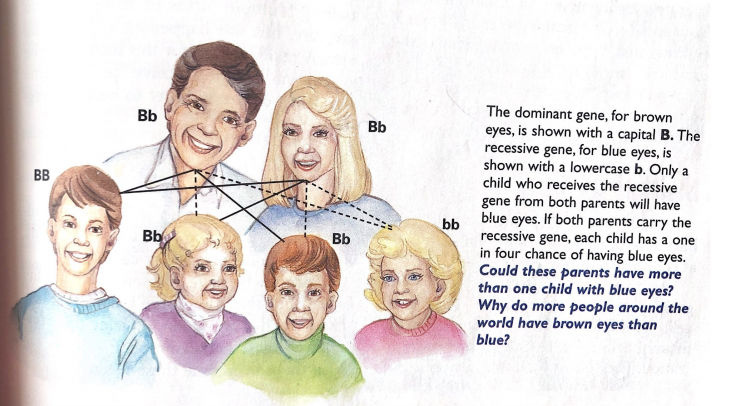 Bb
Bb
BB
Bb
Bb
bb
The dominant gene, for brown
eyes, is shown with a capital B. The
recessive gene, for blue eyes, is
shown with a lowercase b. Only a
child who receives the recessive
gene from both parents will have
blue eyes. If both parents carry the
recessive gene, each child has a one
in four chance of having blue eyes.
Could these parents have more
than one child with blue eyes?
Why do more people around the
world have brown eyes than
blue?